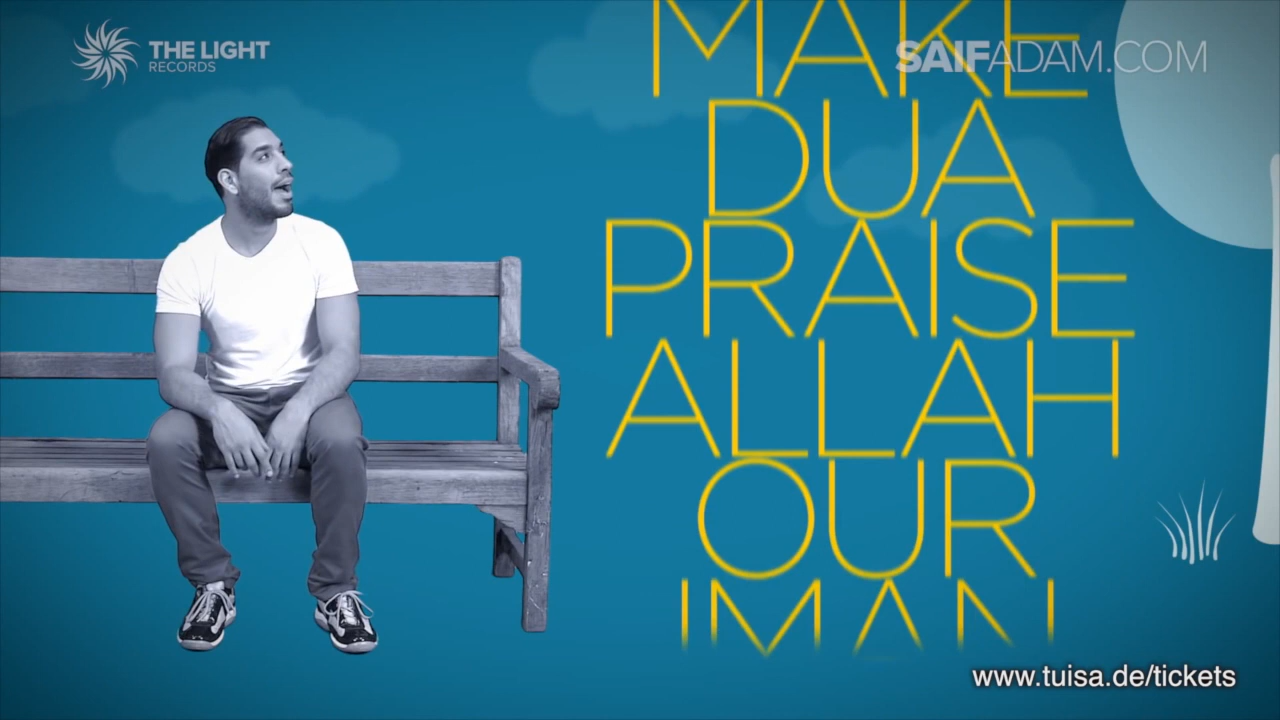 THE LIGHT
RECORDS
SAIFADAM.COM
MAKE
DUA
PRAISE
ALLAH
OUR
IMAN
www.tuisa.de/tickets